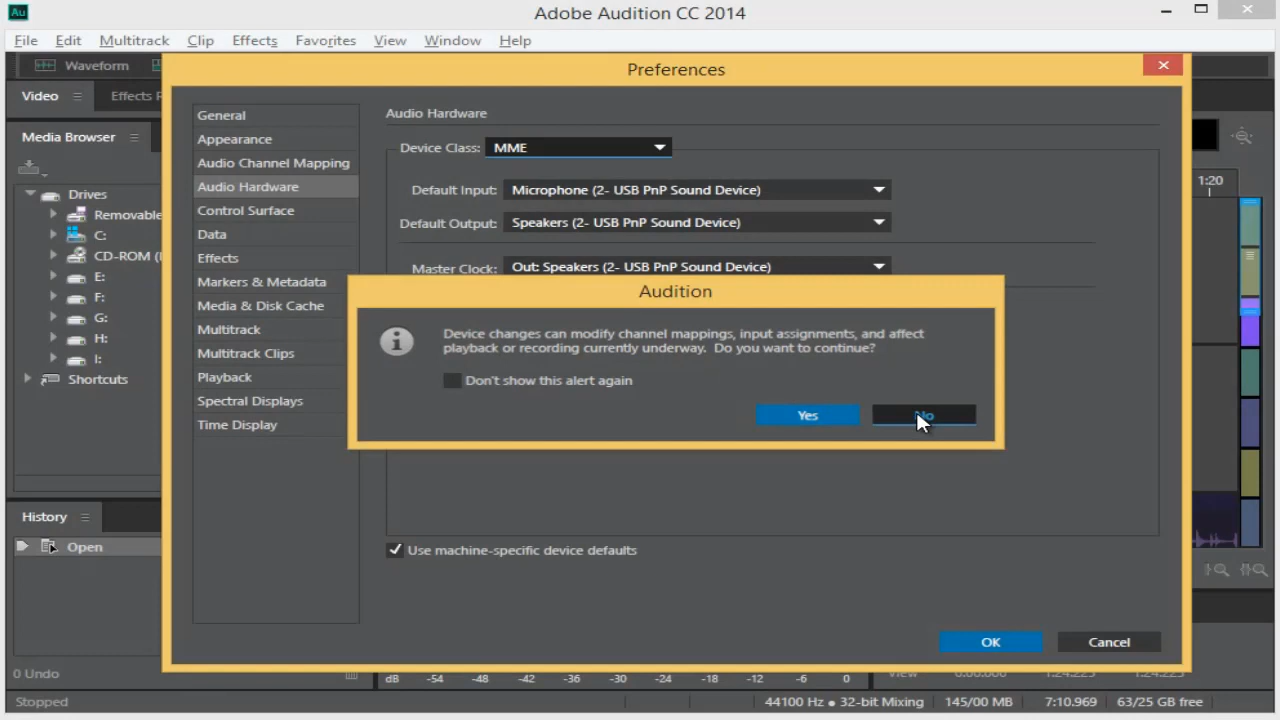 Au
Adobe Audition CC 2014
File Edit Multitrack Clip Effects Favorites View Window Help
Waveform
Preferences
Video
Effects
Media Browser
Drives
Removable
C:
CD-ROM
E:
F:
G:
H:
I:
Shortcuts
General
Appearance
Audio Channel Mapping
Audio Hardware
Control Surface
Data
Effects
Markers & Metadata
Media & Disk Cache
Multitrack
Multitrack Clips
Playback
Spectral Displays
Time Display
Audio Hardware
Device Class: MME
Default Input: Microphone (2- USB PnP Sound Device)
Default Output: Speakers (2- USB PnP Sound Device)
Master Clock: Out: Speakers (2- USB PnP Sound Device)
1:20
Audition
Device changes can modify channel mappings, input assignments, and affect
playback or recording currently underway. Do you want to continue?
Don't show this alert again
Yes No
History
Open
Use machine-specific device defaults
OK Cancel
0 Undo
dB -54 -48 -42 -36 -30 -24 -18 -12 -6 0
View
Stopped
44100 Hz ● 32-bit Mixing 145/00 MB 7:10.969 63/25 GB free